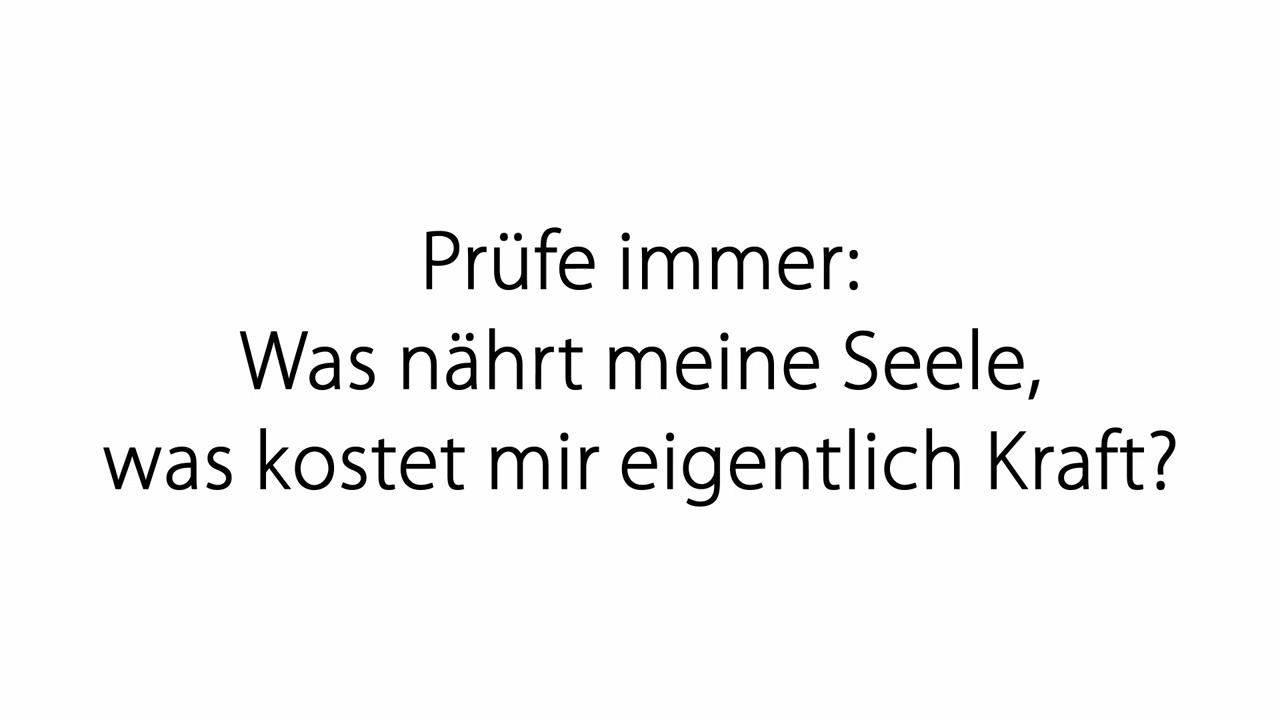 Prüfe immer:
Was nährt meine Seele,
was kostet mir eigentlich Kraft?